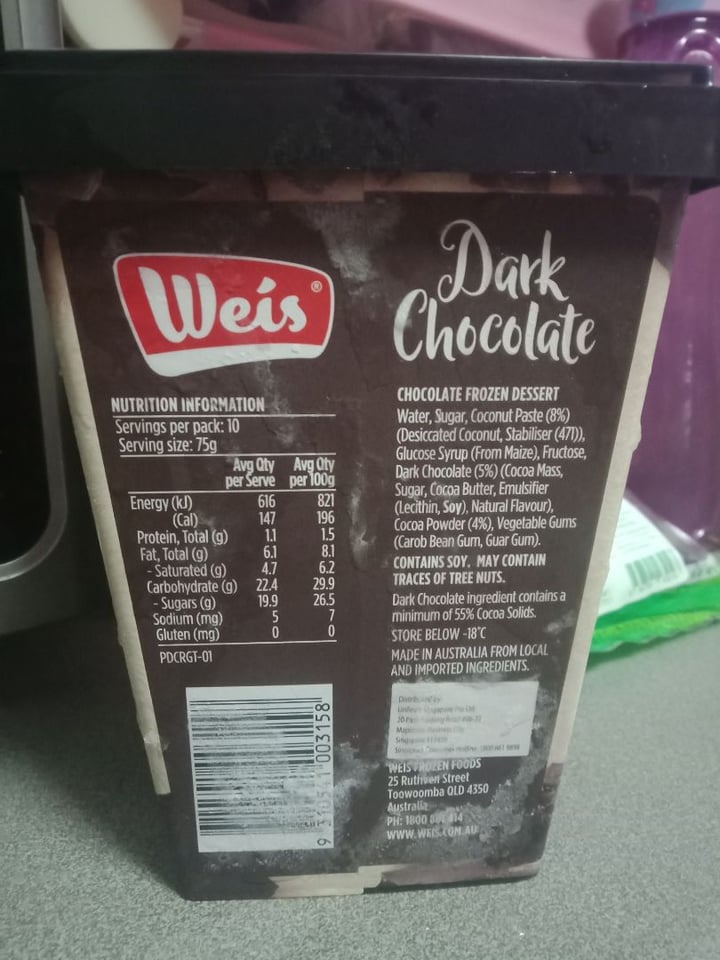 Weis®
NUTRITION INFORMATION
Servings per pack: 10
Serving size: 75g
Avg Qty per Serve Avg Qty per 100g
Energy (kJ) 616 821
(Cal) 147 196
Protein, Total (g) 1.1 1.5
Fat, Total (g) 6.1 8.1
- Saturated (g) 4.7 6.2
Carbohydrate (g) 22.4 29.9
- Sugars (g) 19.9 26.5
Sodium (mg) 5 7
Gluten (mg) 0 0
PDCRGT-01
Dark
Chocolate
CHOCOLATE FROZEN DESSERT
Water, Sugar, Coconut Paste (8%)
(Desiccated Coconut, Stabiliser (471)),
Glucose Syrup (From Maize), Fructose,
Dark Chocolate (5%) (Cocoa Mass,
Sugar, Cocoa Butter, Emulsifier
(Lecithin, Soy), Natural Flavour),
Cocoa Powder (4%), Vegetable Gums
(Carob Bean Gum, Guar Gum).
CONTAINS SOY. MAY CONTAIN
TRACES OF TREE NUTS.
Dark Chocolate ingredient contains a
minimum of 55% Cocoa Solids.
STORE BELOW -18°C
MADE IN AUSTRALIA FROM LOCAL
AND IMPORTED INGREDIENTS.
Distributed by
Singapore
WEIS FROZEN FOODS
25 Ruthven Street
Toowoomba QLD 4350
Australia
PH: 1800 414
WWW.WEIS.COM.AU